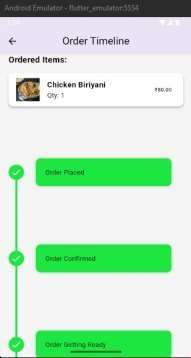 Android Emulator - flutter_emulator:5554
Order Timeline
Ordered Items:
Chicken Biriyani
₹80.00
Qty: 1
Order Placed
Order Confirmed
Order Getting Ready